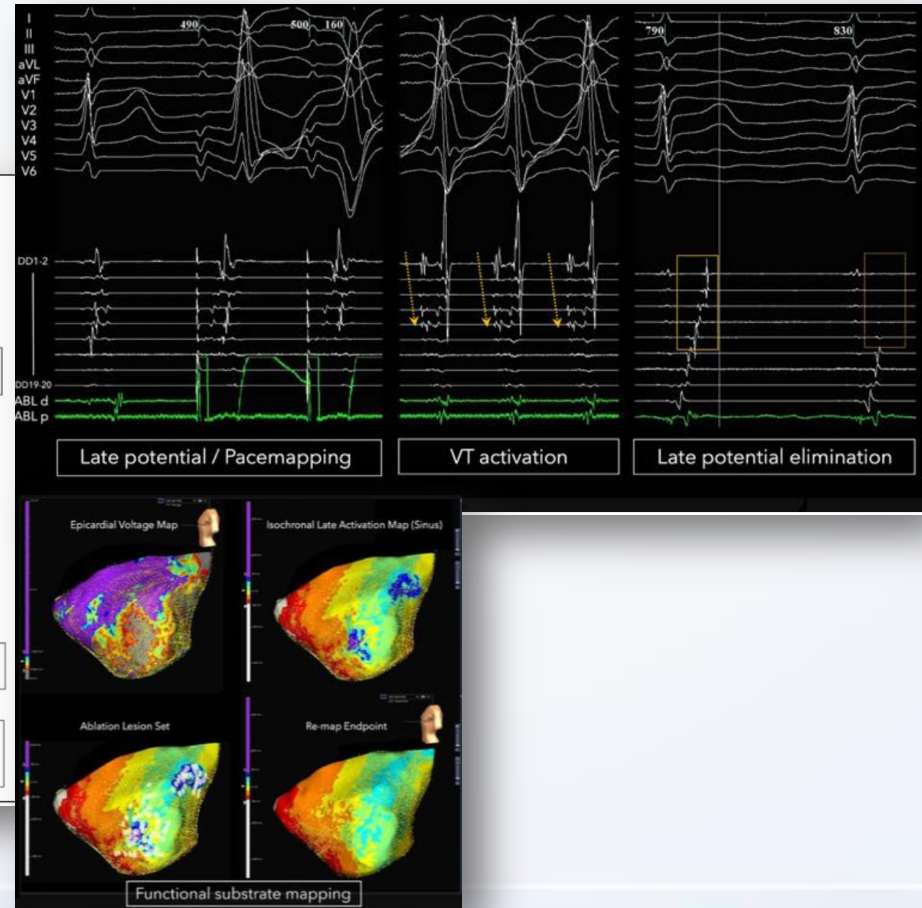 I
II
III
aVL
aVF
V1
V2
V3
V4
V5
V6
490
500 160
790
830
DD1-2
DD19-20
ABL d
ABL p
Late potential / Pacemapping
VT activation
Late potential elimination
Epicardial Voltage Map
Isochronal Late Activation Map (Sinus)
Ablation Lesion Set
Re-map Endpoint
Functional substrate mapping